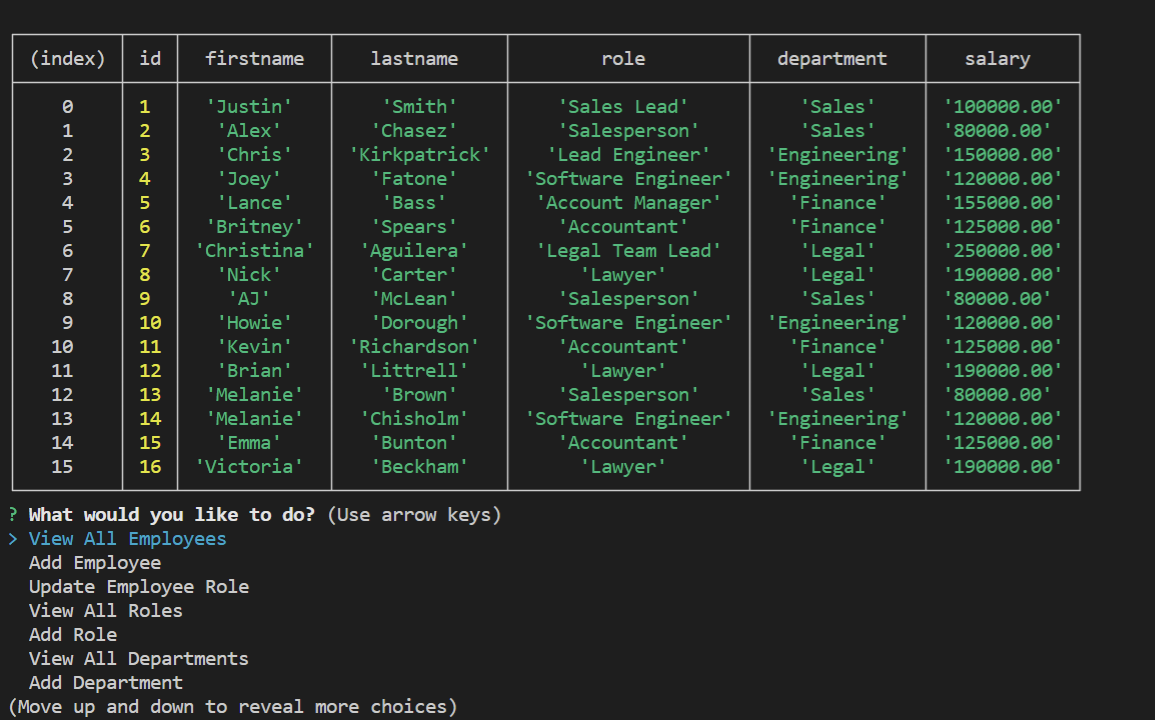 (index) id firstname lastname role department salary
0 1 'Justin' 'Smith' 'Sales Lead' 'Sales' '100000.00'
1 2 'Alex' 'Chasez' 'Salesperson' 'Sales' '80000.00'
2 3 'Chris' 'Kirkpatrick' 'Lead Engineer' 'Engineering' '150000.00'
3 4 'Joey' 'Fatone' 'Software Engineer' 'Engineering' '120000.00'
4 5 'Lance' 'Bass' 'Account Manager' 'Finance' '155000.00'
5 6 'Britney' 'Spears' 'Accountant' 'Finance' '125000.00'
6 7 'Christina' 'Aguilera' 'Legal Team Lead' 'Legal' '250000.00'
7 8 'Nick' 'Carter' 'Lawyer' 'Legal' '190000.00'
8 9 'AJ' 'McLean' 'Salesperson' 'Sales' '80000.00'
9 10 'Howie' 'Dorough' 'Software Engineer' 'Engineering' '120000.00'
10 11 'Kevin' 'Richardson' 'Accountant' 'Finance' '125000.00'
11 12 'Brian' 'Littrell' 'Lawyer' 'Legal' '190000.00'
12 13 'Melanie' 'Brown' 'Salesperson' 'Sales' '80000.00'
13 14 'Melanie' 'Chisholm' 'Software Engineer' 'Engineering' '120000.00'
14 15 'Emma' 'Bunton' 'Accountant' 'Finance' '125000.00'
15 16 'Victoria' 'Beckham' 'Lawyer' 'Legal' '190000.00'
? What would you like to do? (Use arrow keys)
> View All Employees
Add Employee
Update Employee Role
View All Roles
Add Role
View All Departments
Add Department
(Move up and down to reveal more choices)